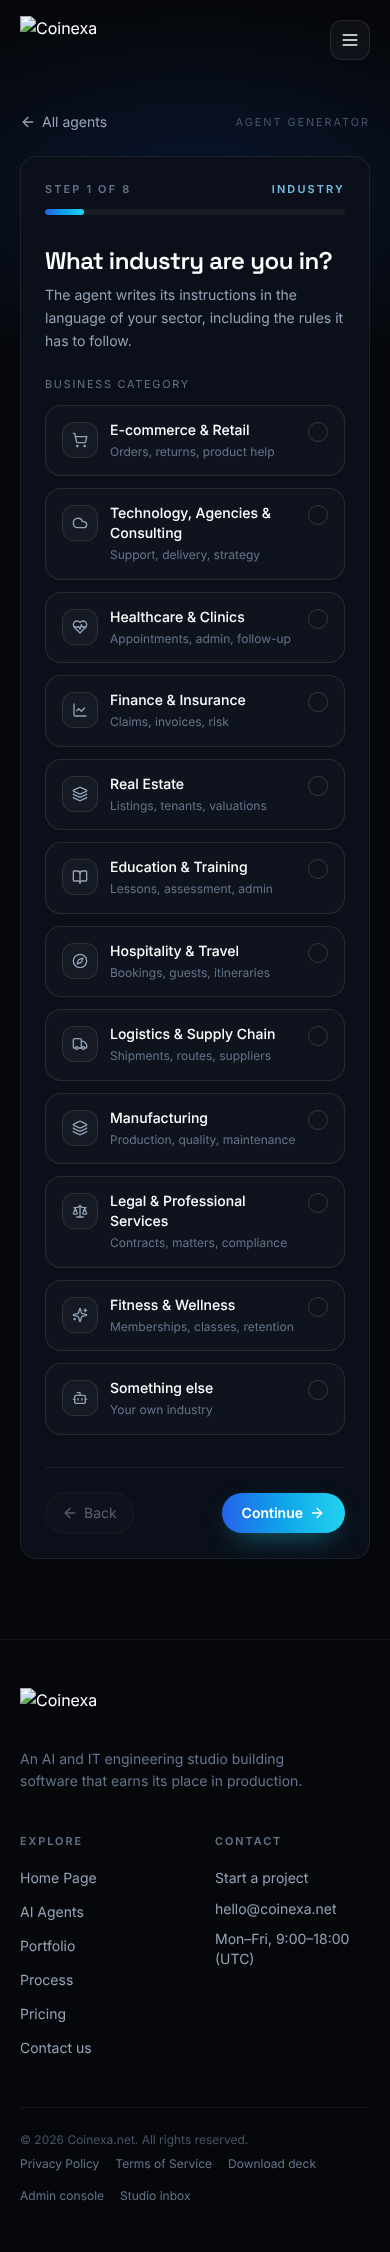 Coinexa
All agents
AGENT GENERATOR
STEP 1 OF 8
INDUSTRY
What industry are you in?
The agent writes its instructions in the
language of your sector, including the rules it
has to follow.
BUSINESS CATEGORY
E-commerce & Retail
Orders, returns, product help
Technology, Agencies &
Consulting
Support, delivery, strategy
Healthcare & Clinics
Appointments, admin, follow-up
Finance & Insurance
Claims, invoices, risk
Real Estate
Listings, tenants, valuations
Education & Training
Lessons, assessment, admin
Hospitality & Travel
Bookings, guests, itineraries
Logistics & Supply Chain
Shipments, routes, suppliers
Manufacturing
Production, quality, maintenance
Legal & Professional
Services
Contracts, matters, compliance
Fitness & Wellness
Memberships, classes, retention
Something else
Your own industry
Back
Continue
Coinexa
An AI and IT engineering studio building
software that earns its place in production.
EXPLORE
Home Page
AI Agents
Portfolio
Process
Pricing
Contact us
CONTACT
Start a project
hello@coinexa.net
Mon–Fri, 9:00–18:00
(UTC)
© 2026 Coinexa.net. All rights reserved.
Privacy Policy Terms of Service Download deck
Admin console Studio inbox